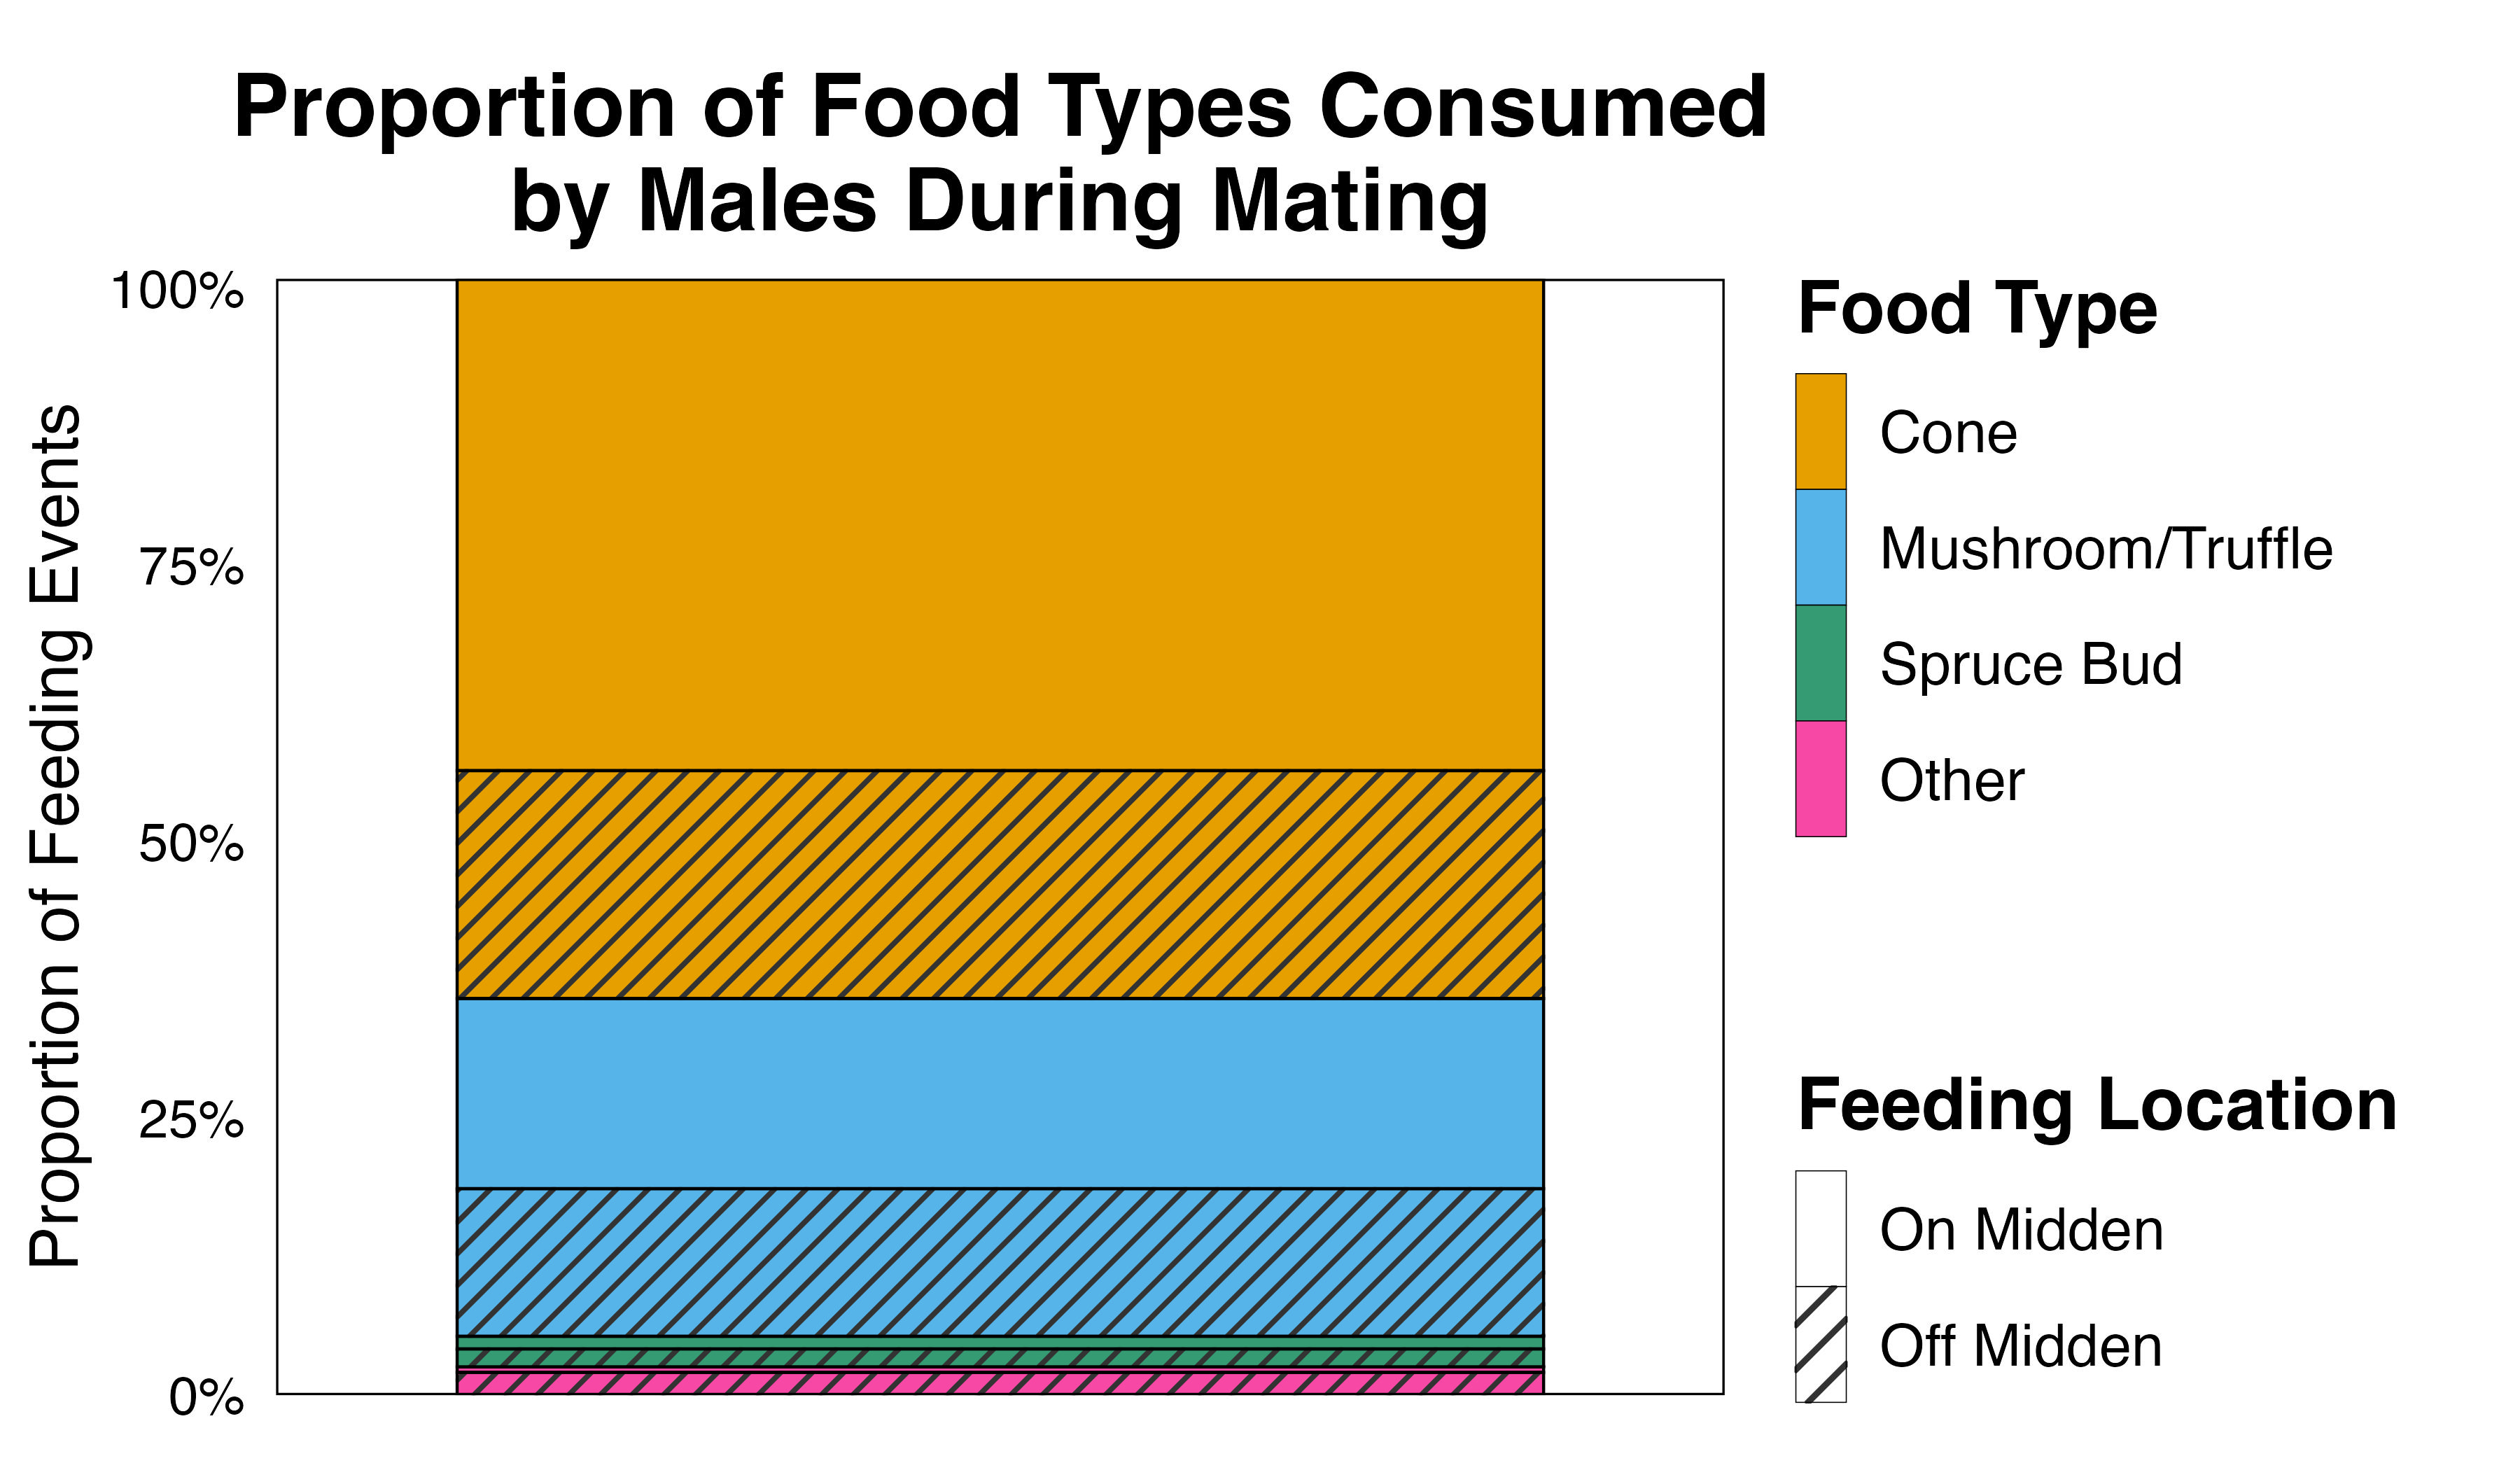 Proportion of Food Types Consumed
by Males During Mating
Proportion of Feeding Events
100%
75%
50%
25%
0%
Food Type
Cone
Mushroom/Truffle
Spruce Bud
Other
Feeding Location
On Midden
Off Midden